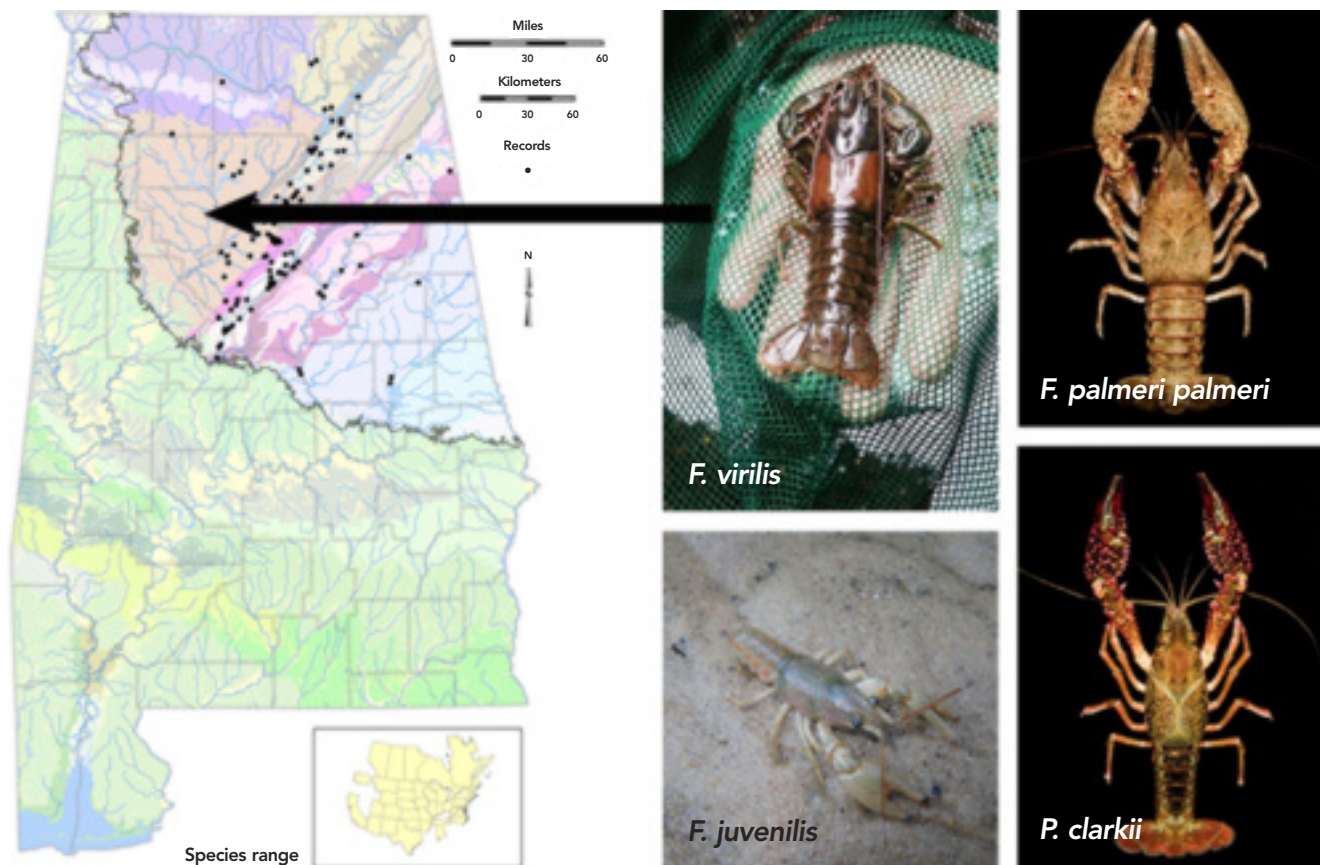 Miles
0 30 60
Kilometers
0 30 60
Records
N
Species range
F. virilis
F. juvenilis
F. palmeri palmeri
P. clarkii